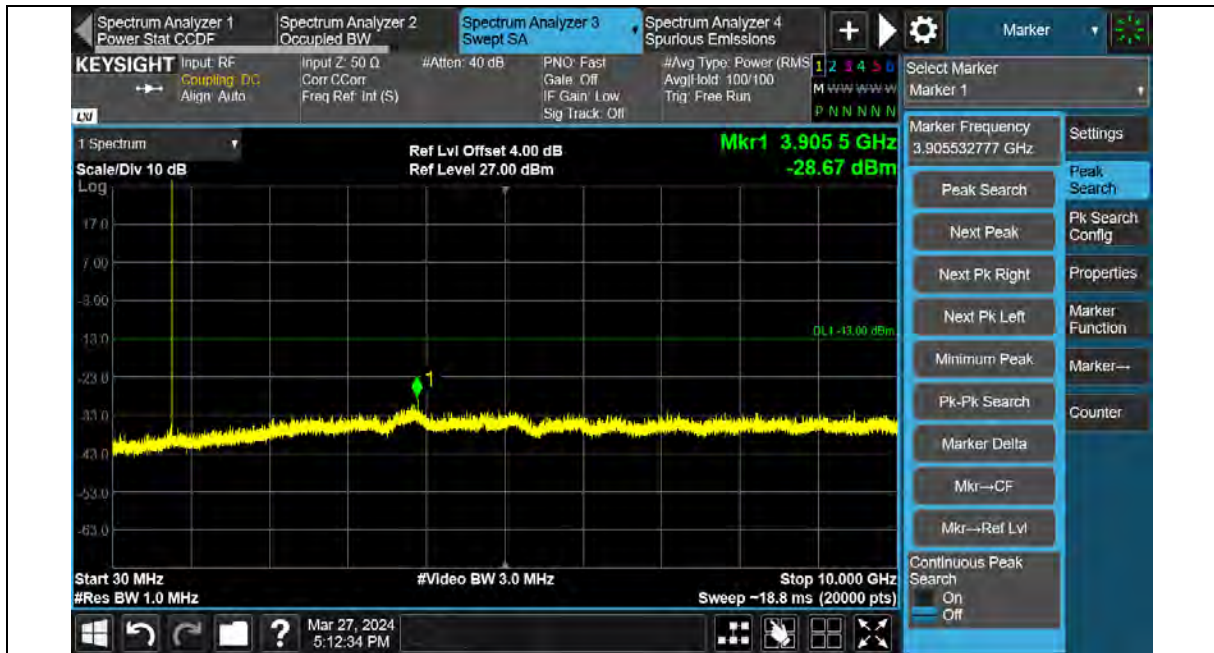 Spectrum Analyzer 1
Power Stat CCDF
Spectrum Analyzer 2
Occupied BW
Spectrum Analyzer 3
Swept SA
Spectrum Analyzer 4
Spurious Emissions
+
Marker
KEYSIGHT
Input: RF
Coupling: DC
Align: Auto
Input Z: 50 Ω
Corr CCorr
Freq Ref: Int (S)
#Atten: 40 dB
PNO: Fast
Gate: Off
IF Gain: Low
Sig Track: Off
#Avg Type: Power (RMS
Avg|Hold: 100/100
Trig: Free Run
1 2 3 4 5 6
M W W W W W
P N N N N N
LXI
Select Marker
Marker 1
1 Spectrum
Scale/Div 10 dB
Log
Ref Lvl Offset 4.00 dB
Ref Level 27.00 dBm
Mkr1 3.905 5 GHz
-28.67 dBm
17.0
7.00
-3.00
-13.0
-23.0
-33.0
-43.0
-53.0
-63.0
DL1 -13.00 dBm
1
Start 30 MHz
#Res BW 1.0 MHz
#Video BW 3.0 MHz
Stop 10.000 GHz
Sweep ~18.8 ms (20000 pts)
Marker Frequency
3.905532777 GHz
Peak Search
Next Peak
Next Pk Right
Next Pk Left
Minimum Peak
Pk-Pk Search
Marker Delta
Mkr→CF
Mkr→Ref Lvl
Continuous Peak
Search
On
Off
Settings
Peak
Search
Pk Search
Config
Properties
Marker
Function
Marker→
Counter
?
Mar 27, 2024
5:12:34 PM